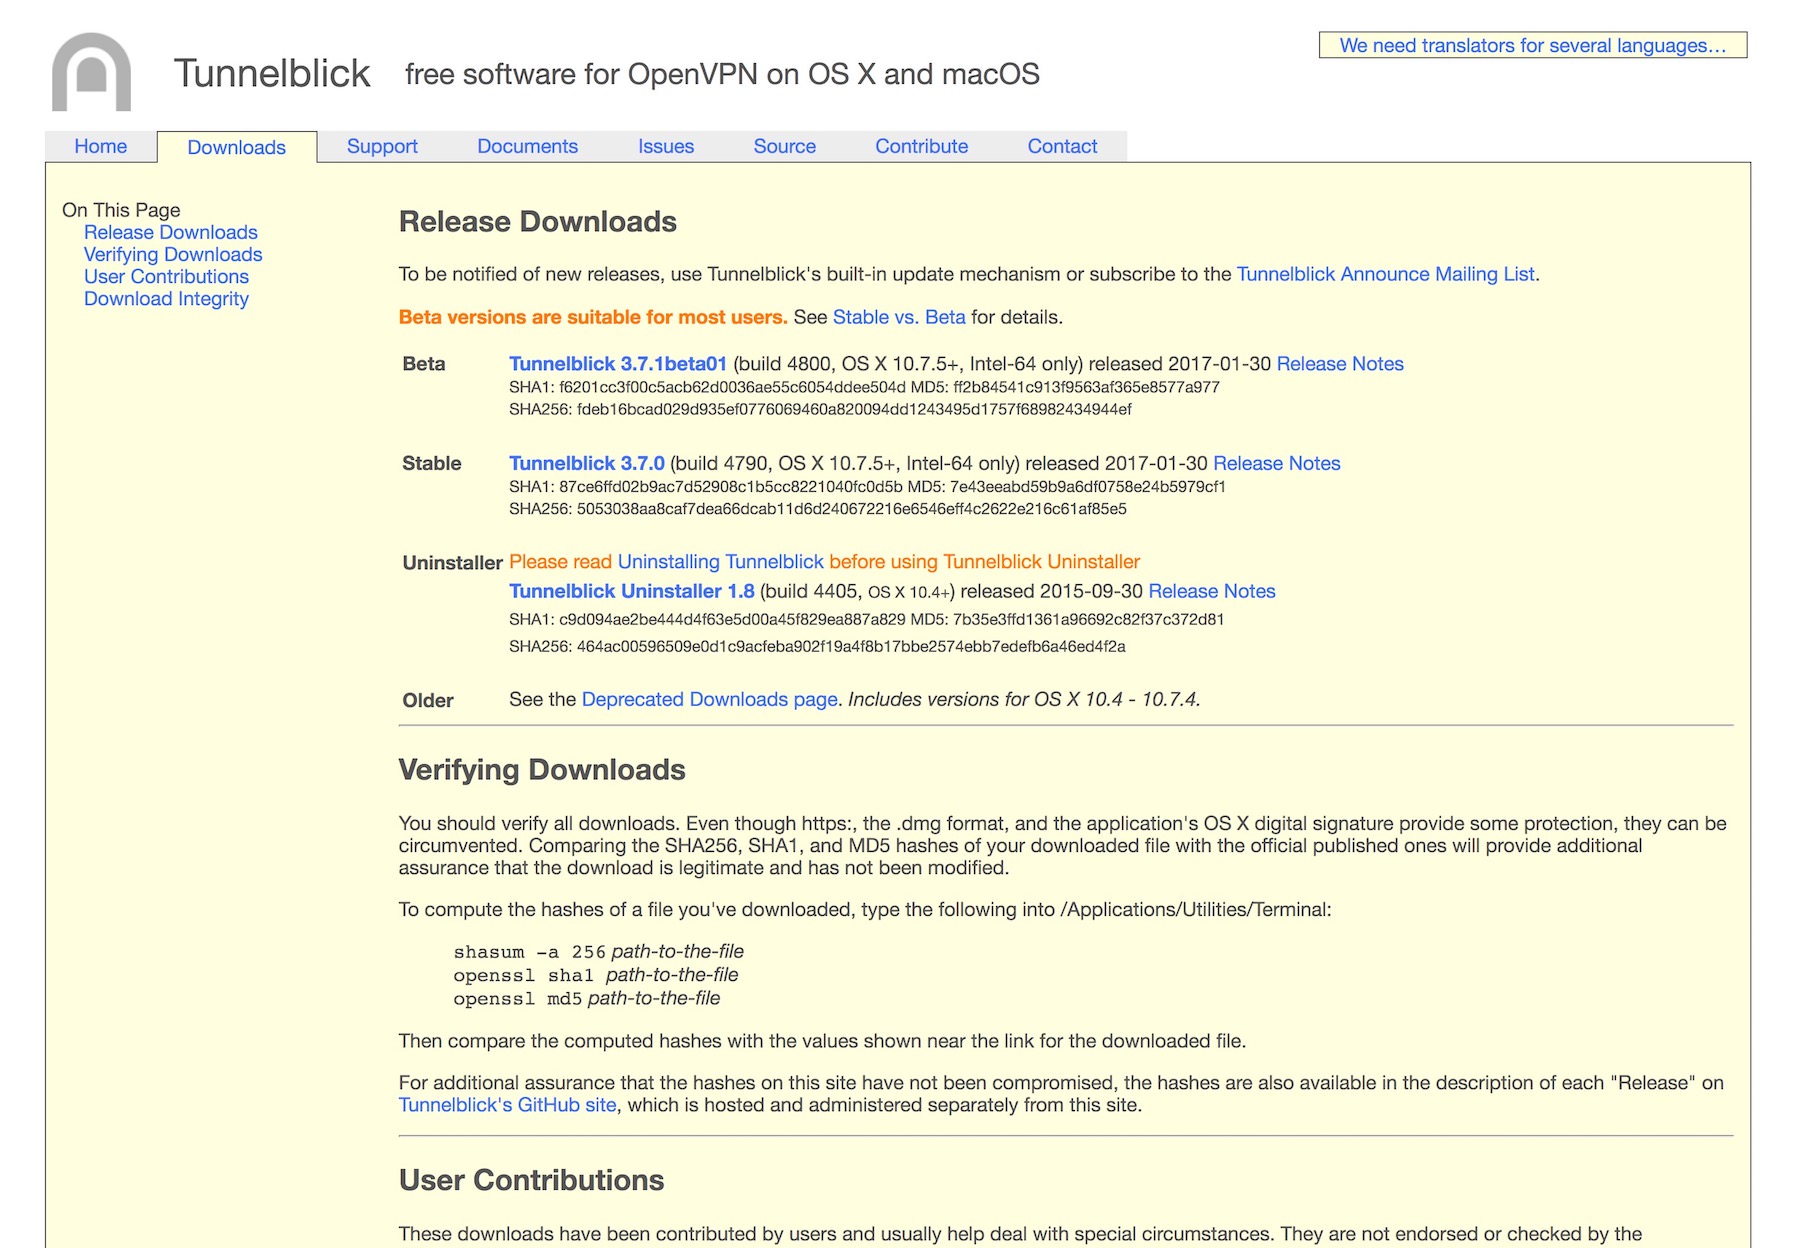 We need translators for several languages…
Tunnelblick free software for OpenVPN on OS X and macOS
Home Downloads Support Documents Issues Source Contribute Contact
On This Page
Release Downloads
Verifying Downloads
User Contributions
Download Integrity
Release Downloads
To be notified of new releases, use Tunnelblick's built-in update mechanism or subscribe to the Tunnelblick Announce Mailing List.
Beta versions are suitable for most users. See Stable vs. Beta for details.
Beta Tunnelblick 3.7.1beta01 (build 4800, OS X 10.7.5+, Intel-64 only) released 2017-01-30 Release Notes
SHA1: f6201cc3f00c5acb62d0036ae55c6054ddee504d MD5: ff2b84541c913f9563af365e8577a977
SHA256: fdeb16bcad029d935ef0776069460a820094dd1243495d1757f68982434944ef
Stable Tunnelblick 3.7.0 (build 4790, OS X 10.7.5+, Intel-64 only) released 2017-01-30 Release Notes
SHA1: 87ce6ffd02b9ac7d52908c1b5cc8221040fc0d5b MD5: 7e43eeabd59b9a6df0758e24b5979cf1
SHA256: 5053038aa8caf7dea66dcab11d6d240672216e6546eff4c2622e216c61af85e5
Uninstaller Please read Uninstalling Tunnelblick before using Tunnelblick Uninstaller
Tunnelblick Uninstaller 1.8 (build 4405, OS X 10.4+) released 2015-09-30 Release Notes
SHA1: c9d094ae2be444d4f63e5d00a45f829ea887a829 MD5: 7b35e3ffd1361a96692c82f37c372d81
SHA256: 464ac00596509e0d1c9acfeba902f19a4f8b17bbe2574ebb7edefb6a46ed4f2a
Older See the Deprecated Downloads page. Includes versions for OS X 10.4 - 10.7.4.
Verifying Downloads
You should verify all downloads. Even though https:, the .dmg format, and the application's OS X digital signature provide some protection, they can be
circumvented. Comparing the SHA256, SHA1, and MD5 hashes of your downloaded file with the official published ones will provide additional
assurance that the download is legitimate and has not been modified.
To compute the hashes of a file you've downloaded, type the following into /Applications/Utilities/Terminal:
shasum -a 256 path-to-the-file
openssl sha1 path-to-the-file
openssl md5 path-to-the-file
Then compare the computed hashes with the values shown near the link for the downloaded file.
For additional assurance that the hashes on this site have not been compromised, the hashes are also available in the description of each "Release" on
Tunnelblick's GitHub site, which is hosted and administered separately from this site.
User Contributions
These downloads have been contributed by users and usually help deal with special circumstances. They are not endorsed or checked by the